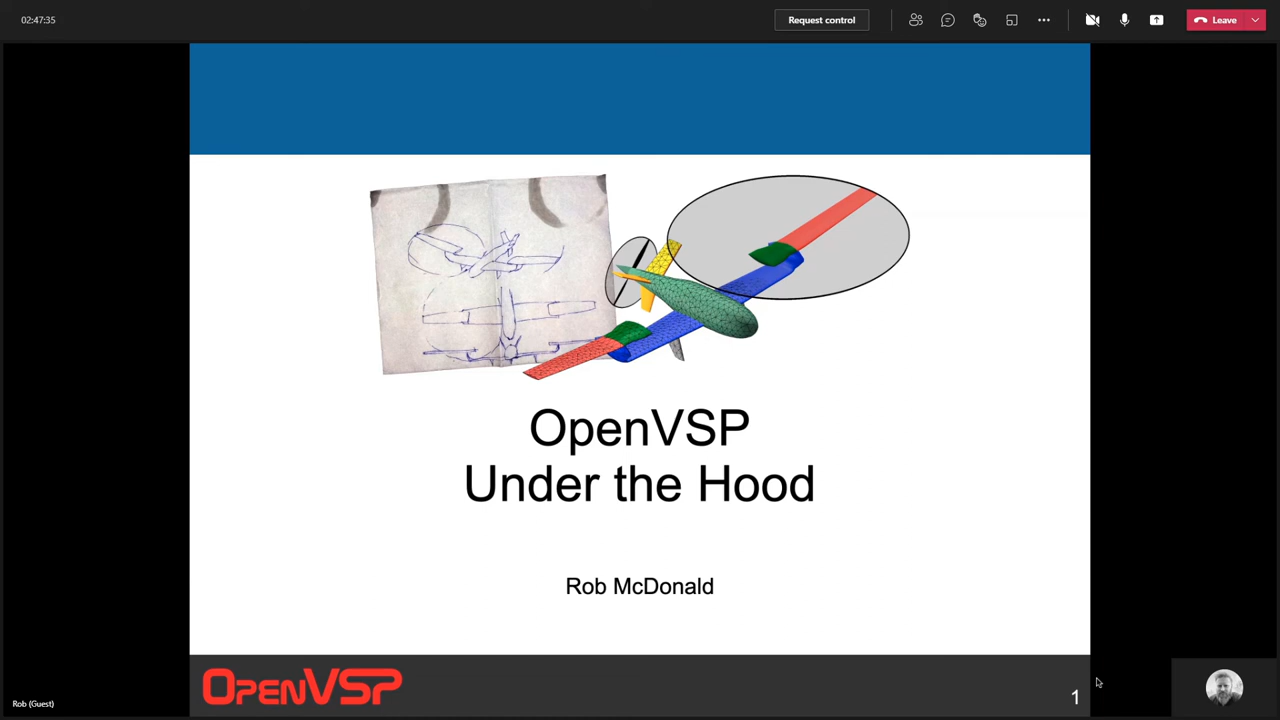 02:47:35
Request control
Leave
OpenVSP
Under the Hood
Rob McDonald
OPENVSP
1
Rob (Guest)